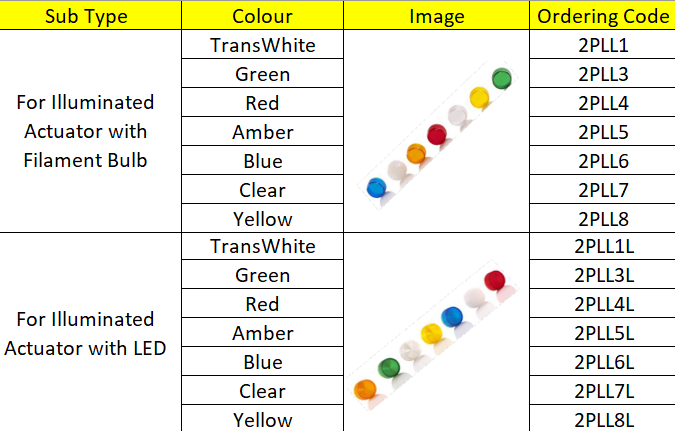 Sub Type Colour Image Ordering Code
For Illuminated
Actuator with
Filament Bulb
TransWhite 2PLL1
Green 2PLL3
Red 2PLL4
Amber 2PLL5
Blue 2PLL6
Clear 2PLL7
Yellow 2PLL8
For Illuminated
Actuator with LED
TransWhite 2PLL1L
Green 2PLL3L
Red 2PLL4L
Amber 2PLL5L
Blue 2PLL6L
Clear 2PLL7L
Yellow 2PLL8L